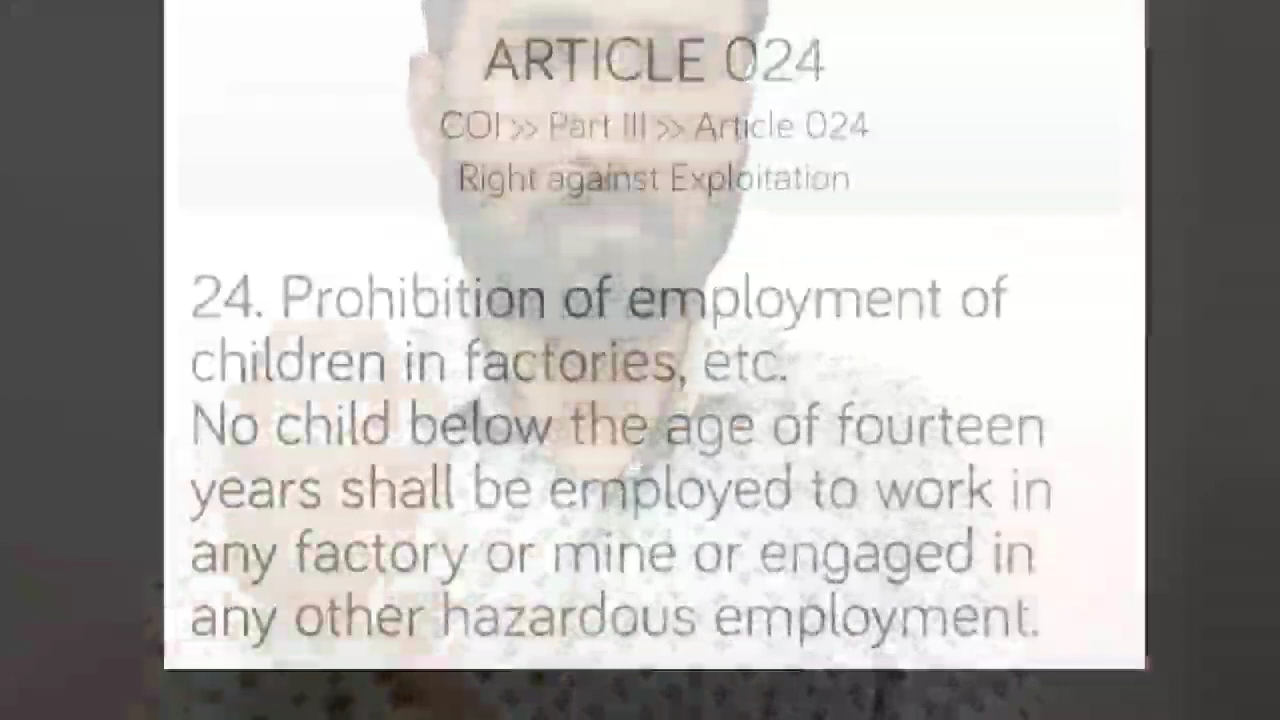 ARTICLE 024
COI >> Part III >> Article 024
Right against Exploitation
24. Prohibition of employment of
children in factories, etc.
No child below the age of fourteen
years shall be employed to work in
any factory or mine or engaged in
any other hazardous employment.